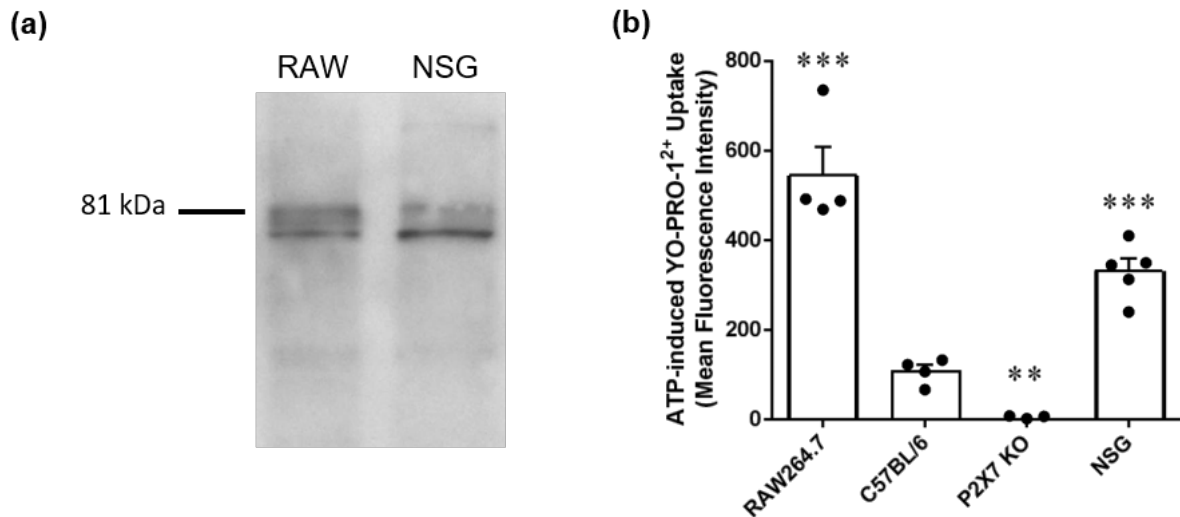 (a)
RAW NSG
81 kDa
(b)
ATP-induced YO-PRO-1²⁺ Uptake
(Mean Fluorescence Intensity)
800
600
400
200
0
***
**
***
RAW264.7
C57BL/6
P2X7 KO
NSG